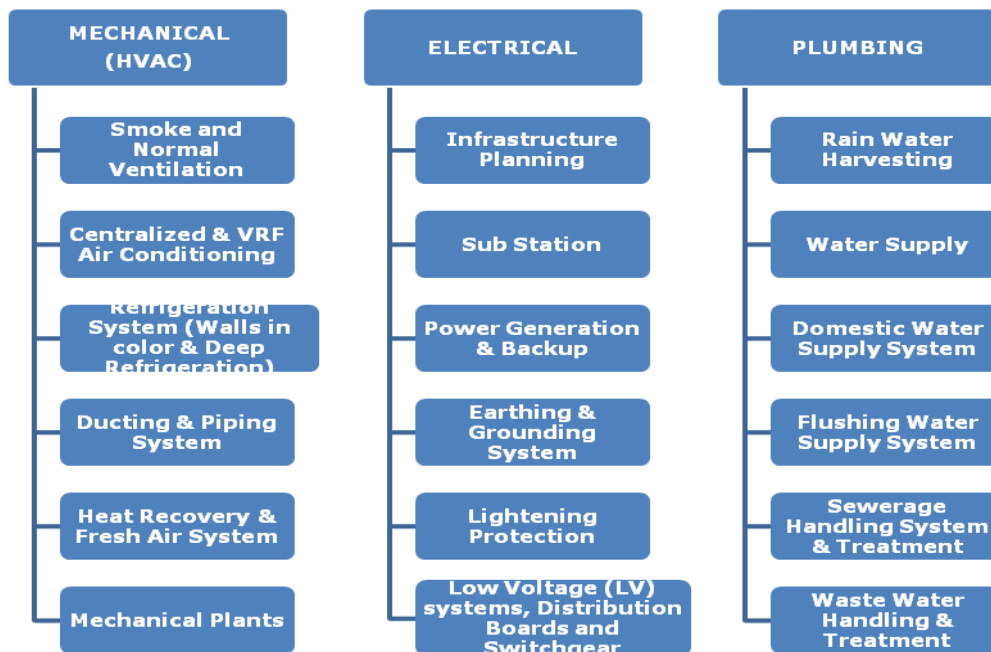 MECHANICAL
(HVAC)
Smoke and
Normal
Ventilation
Centralized & VRF
Air Conditioning
Refrigeration
System (Walls in
color & Deep
Refrigeration)
Ducting & Piping
System
Heat Recovery &
Fresh Air System
Mechanical Plants
ELECTRICAL
Infrastructure
Planning
Sub Station
Power Generation
& Backup
Earthing &
Grounding
System
Lightening
Protection
Low Voltage (LV)
systems, Distribution
Boards and
Switchgear
PLUMBING
Rain Water
Harvesting
Water Supply
Domestic Water
Supply System
Flushing Water
Supply System
Sewerage
Handling System
& Treatment
Waste Water
Handling &
Treatment